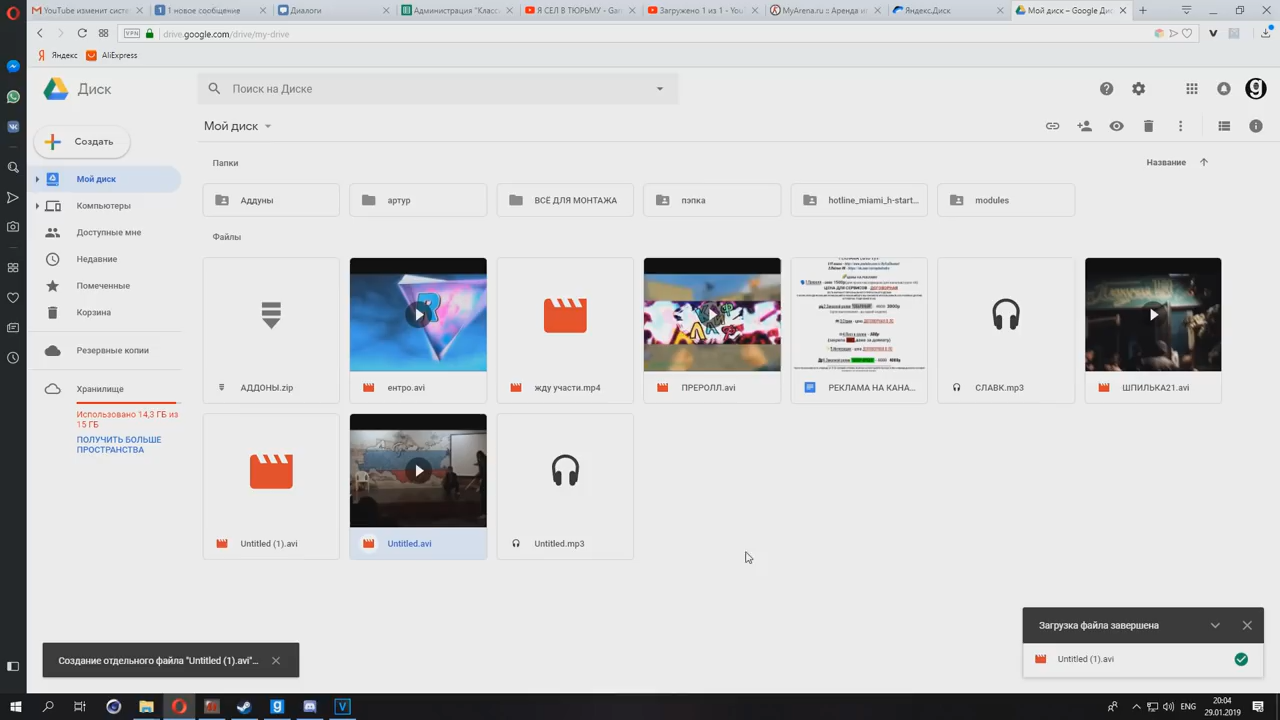 YouTube изменит систем
1 новое сообщение
Диалоги
Администрация "Класс
Я СЕЛ В ТЮРЬМУ - Gar
Загружено 1 из 1 - You
MyArena.ru :: Аренда и
Яндекс.Диск
Мой диск – Google Дис
VPN
drive.google.com/drive/my-drive
Яндекс
AliExpress
Диск
Поиск на Диске
Мой диск
Создать
Папки
Название
Мой диск
Компьютеры
Доступные мне
Недавние
Помеченные
Корзина
Резервные копии
Хранилище
Использовано 14,3 ГБ из
15 ГБ
ПОЛУЧИТЬ БОЛЬШЕ
ПРОСТРАНСТВА
Аддуны
артур
ВСЁ ДЛЯ МОНТАЖА
пэпка
hotline_miami_h-start...
modules
Файлы
АДДОНЫ.zip
ентро.avi
жду участи.mp4
ПРЕРОЛЛ.avi
РЕКЛАМА НА КАНА...
СЛАВК.mp3
ШПИЛЬКА21.avi
Untitled (1).avi
Untitled.avi
Untitled.mp3
Создание отдельного файла "Untitled (1).avi"...
Загрузка файла завершена
Untitled (1).avi
ENG
20:04
29.01.2019